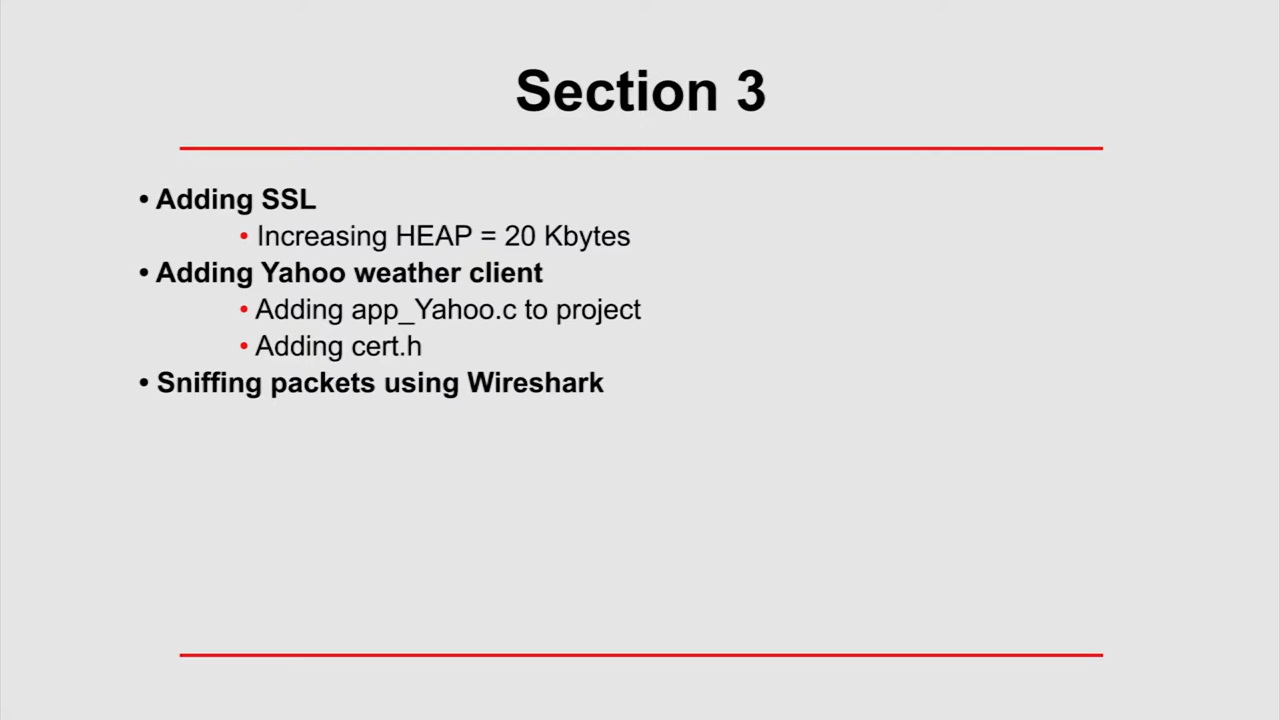 Section 3
• Adding SSL
• Increasing HEAP = 20 Kbytes
• Adding Yahoo weather client
• Adding app_Yahoo.c to project
• Adding cert.h
• Sniffing packets using Wireshark